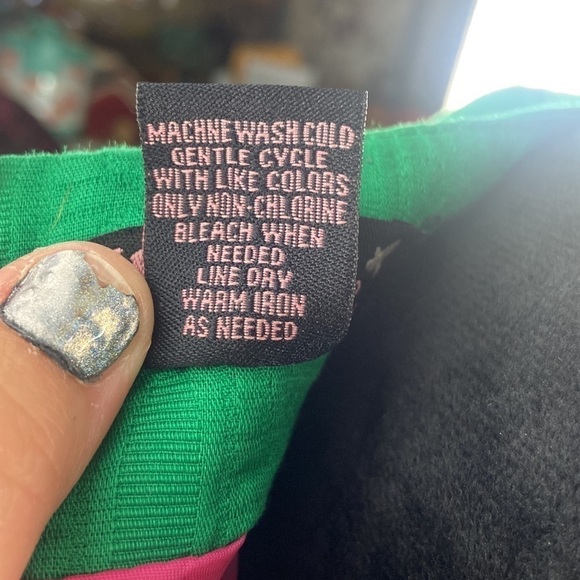 MACHNE WASH COLD
GENTLE CYCLE
WITH LIKE COLORS
ONLY NON-CHLORINE
BLEACH WHEN
NEEDED
LINE DRY
WARM IRON
AS NEEDED